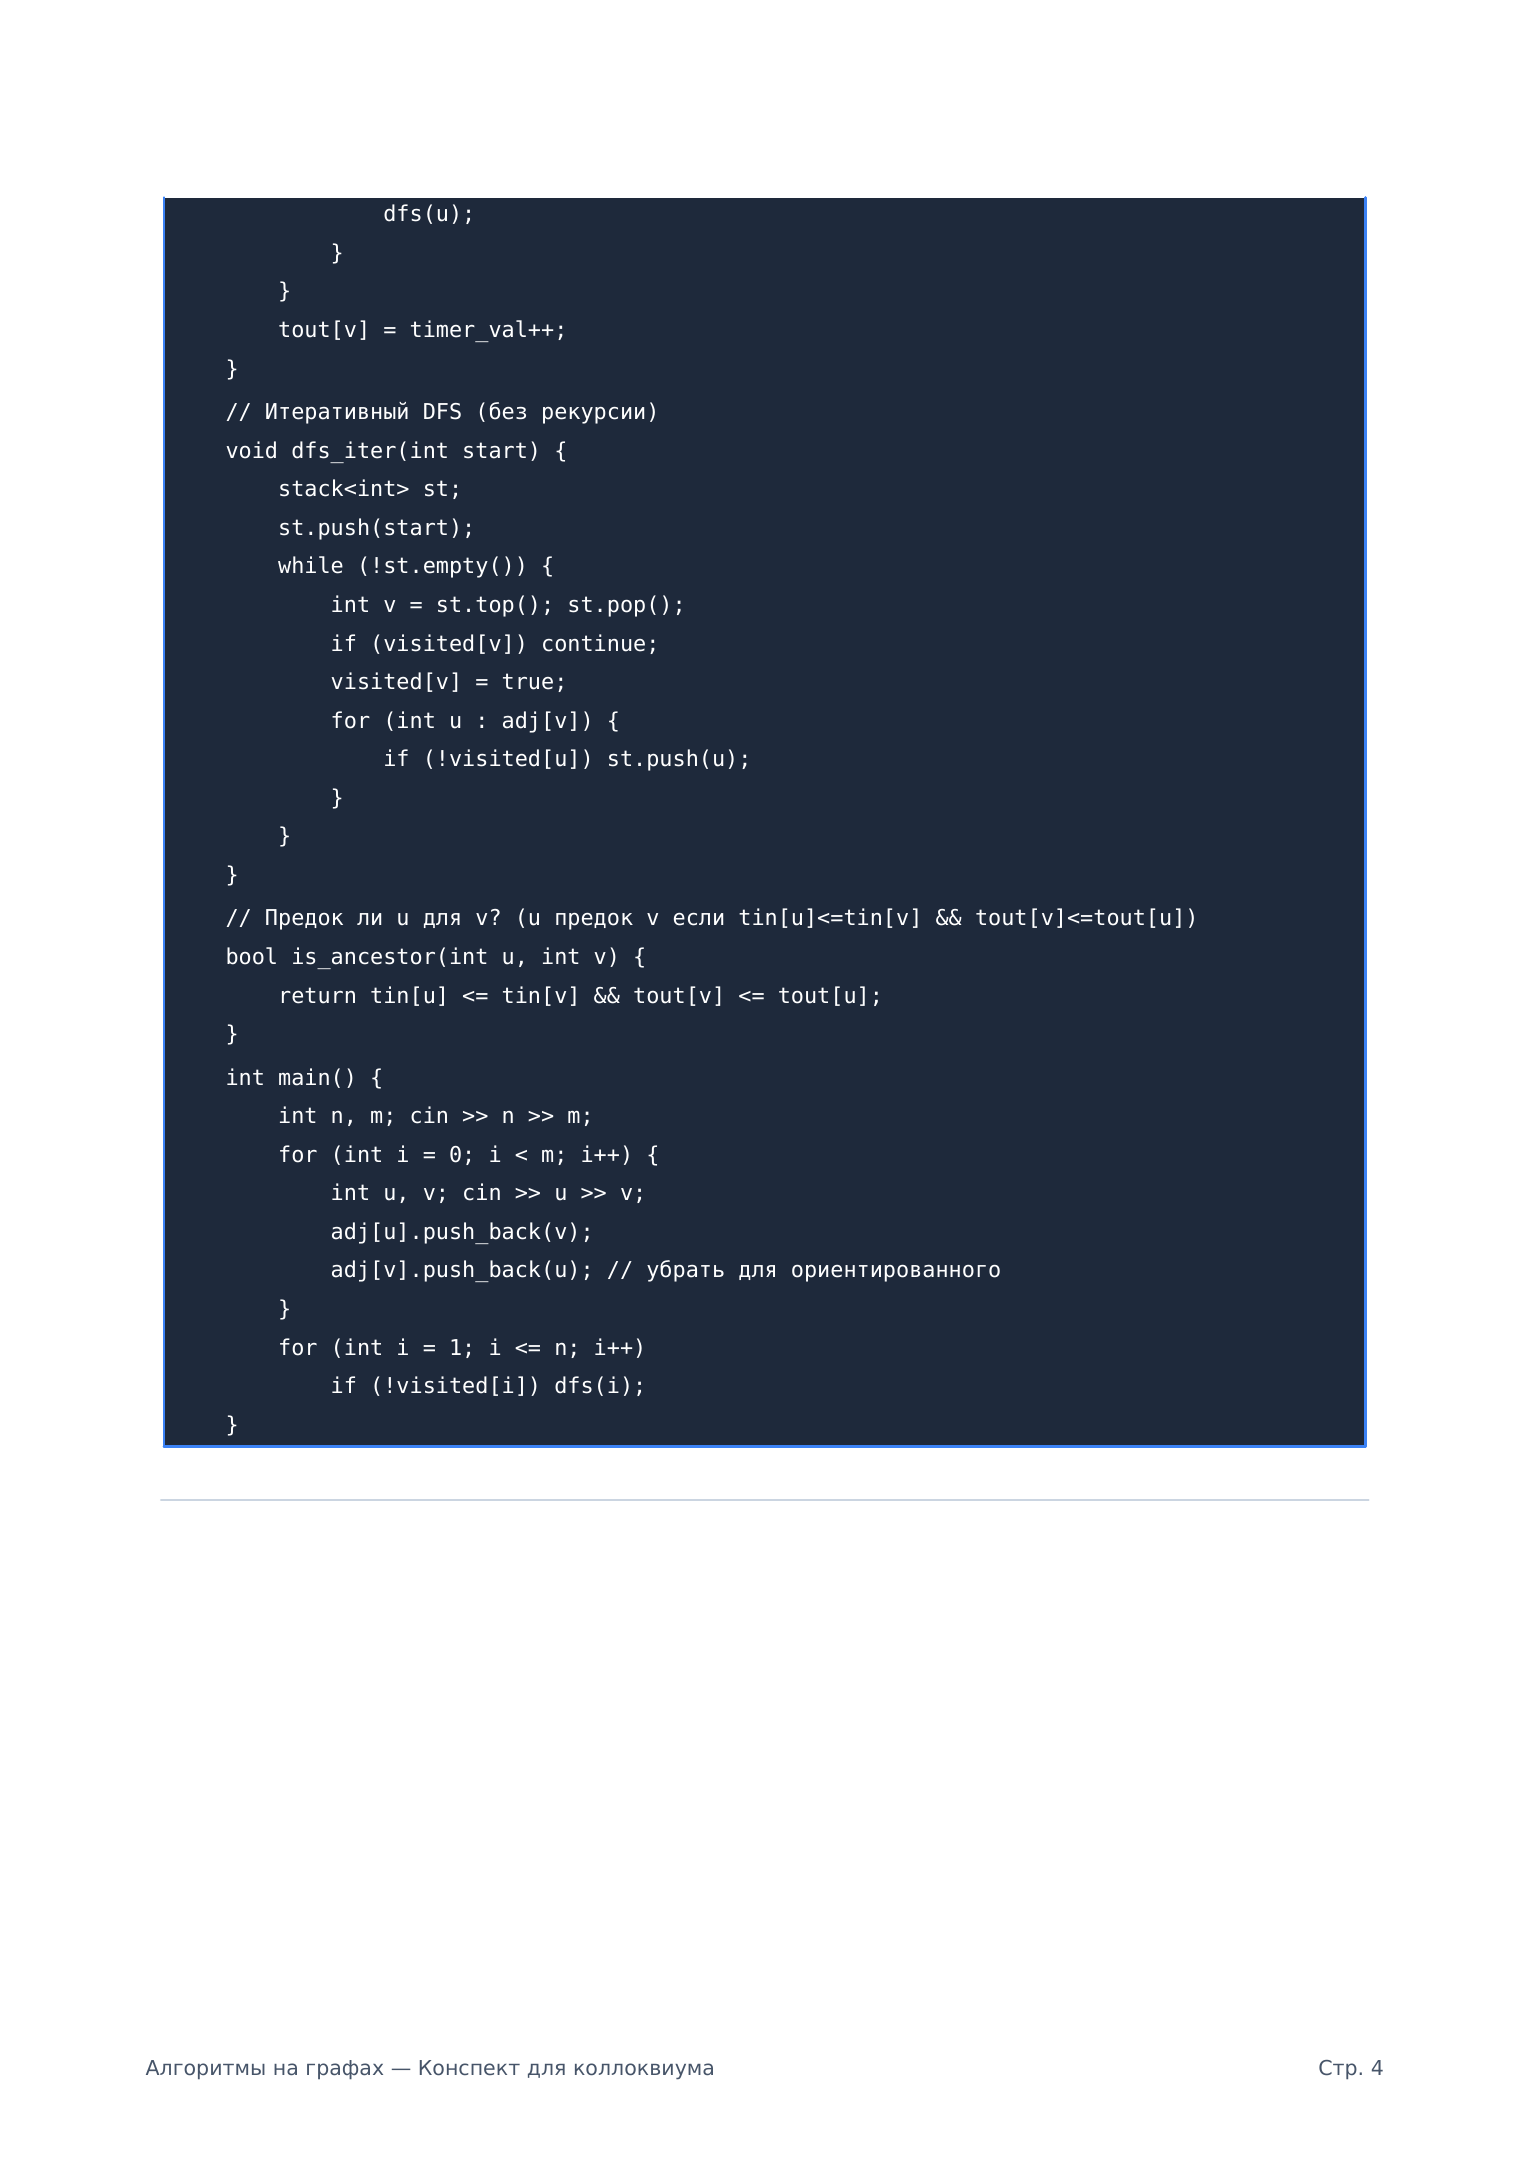 dfs(u);
            }
        }
        tout[v] = timer_val++;
    }
    // Итеративный DFS (без рекурсии)
    void dfs_iter(int start) {
        stack<int> st;
        st.push(start);
        while (!st.empty()) {
            int v = st.top(); st.pop();
            if (visited[v]) continue;
            visited[v] = true;
            for (int u : adj[v]) {
                if (!visited[u]) st.push(u);
            }
        }
    }
    // Предок ли u для v? (u предок v если tin[u]<=tin[v] && tout[v]<=tout[u])
    bool is_ancestor(int u, int v) {
        return tin[u] <= tin[v] && tout[v] <= tout[u];
    }
    int main() {
        int n, m; cin >> n >> m;
        for (int i = 0; i < m; i++) {
            int u, v; cin >> u >> v;
            adj[u].push_back(v);
            adj[v].push_back(u); // убрать для ориентированного
        }
        for (int i = 1; i <= n; i++)
            if (!visited[i]) dfs(i);
    }
Алгоритмы на графах — Конспект для коллоквиума
Стр. 4